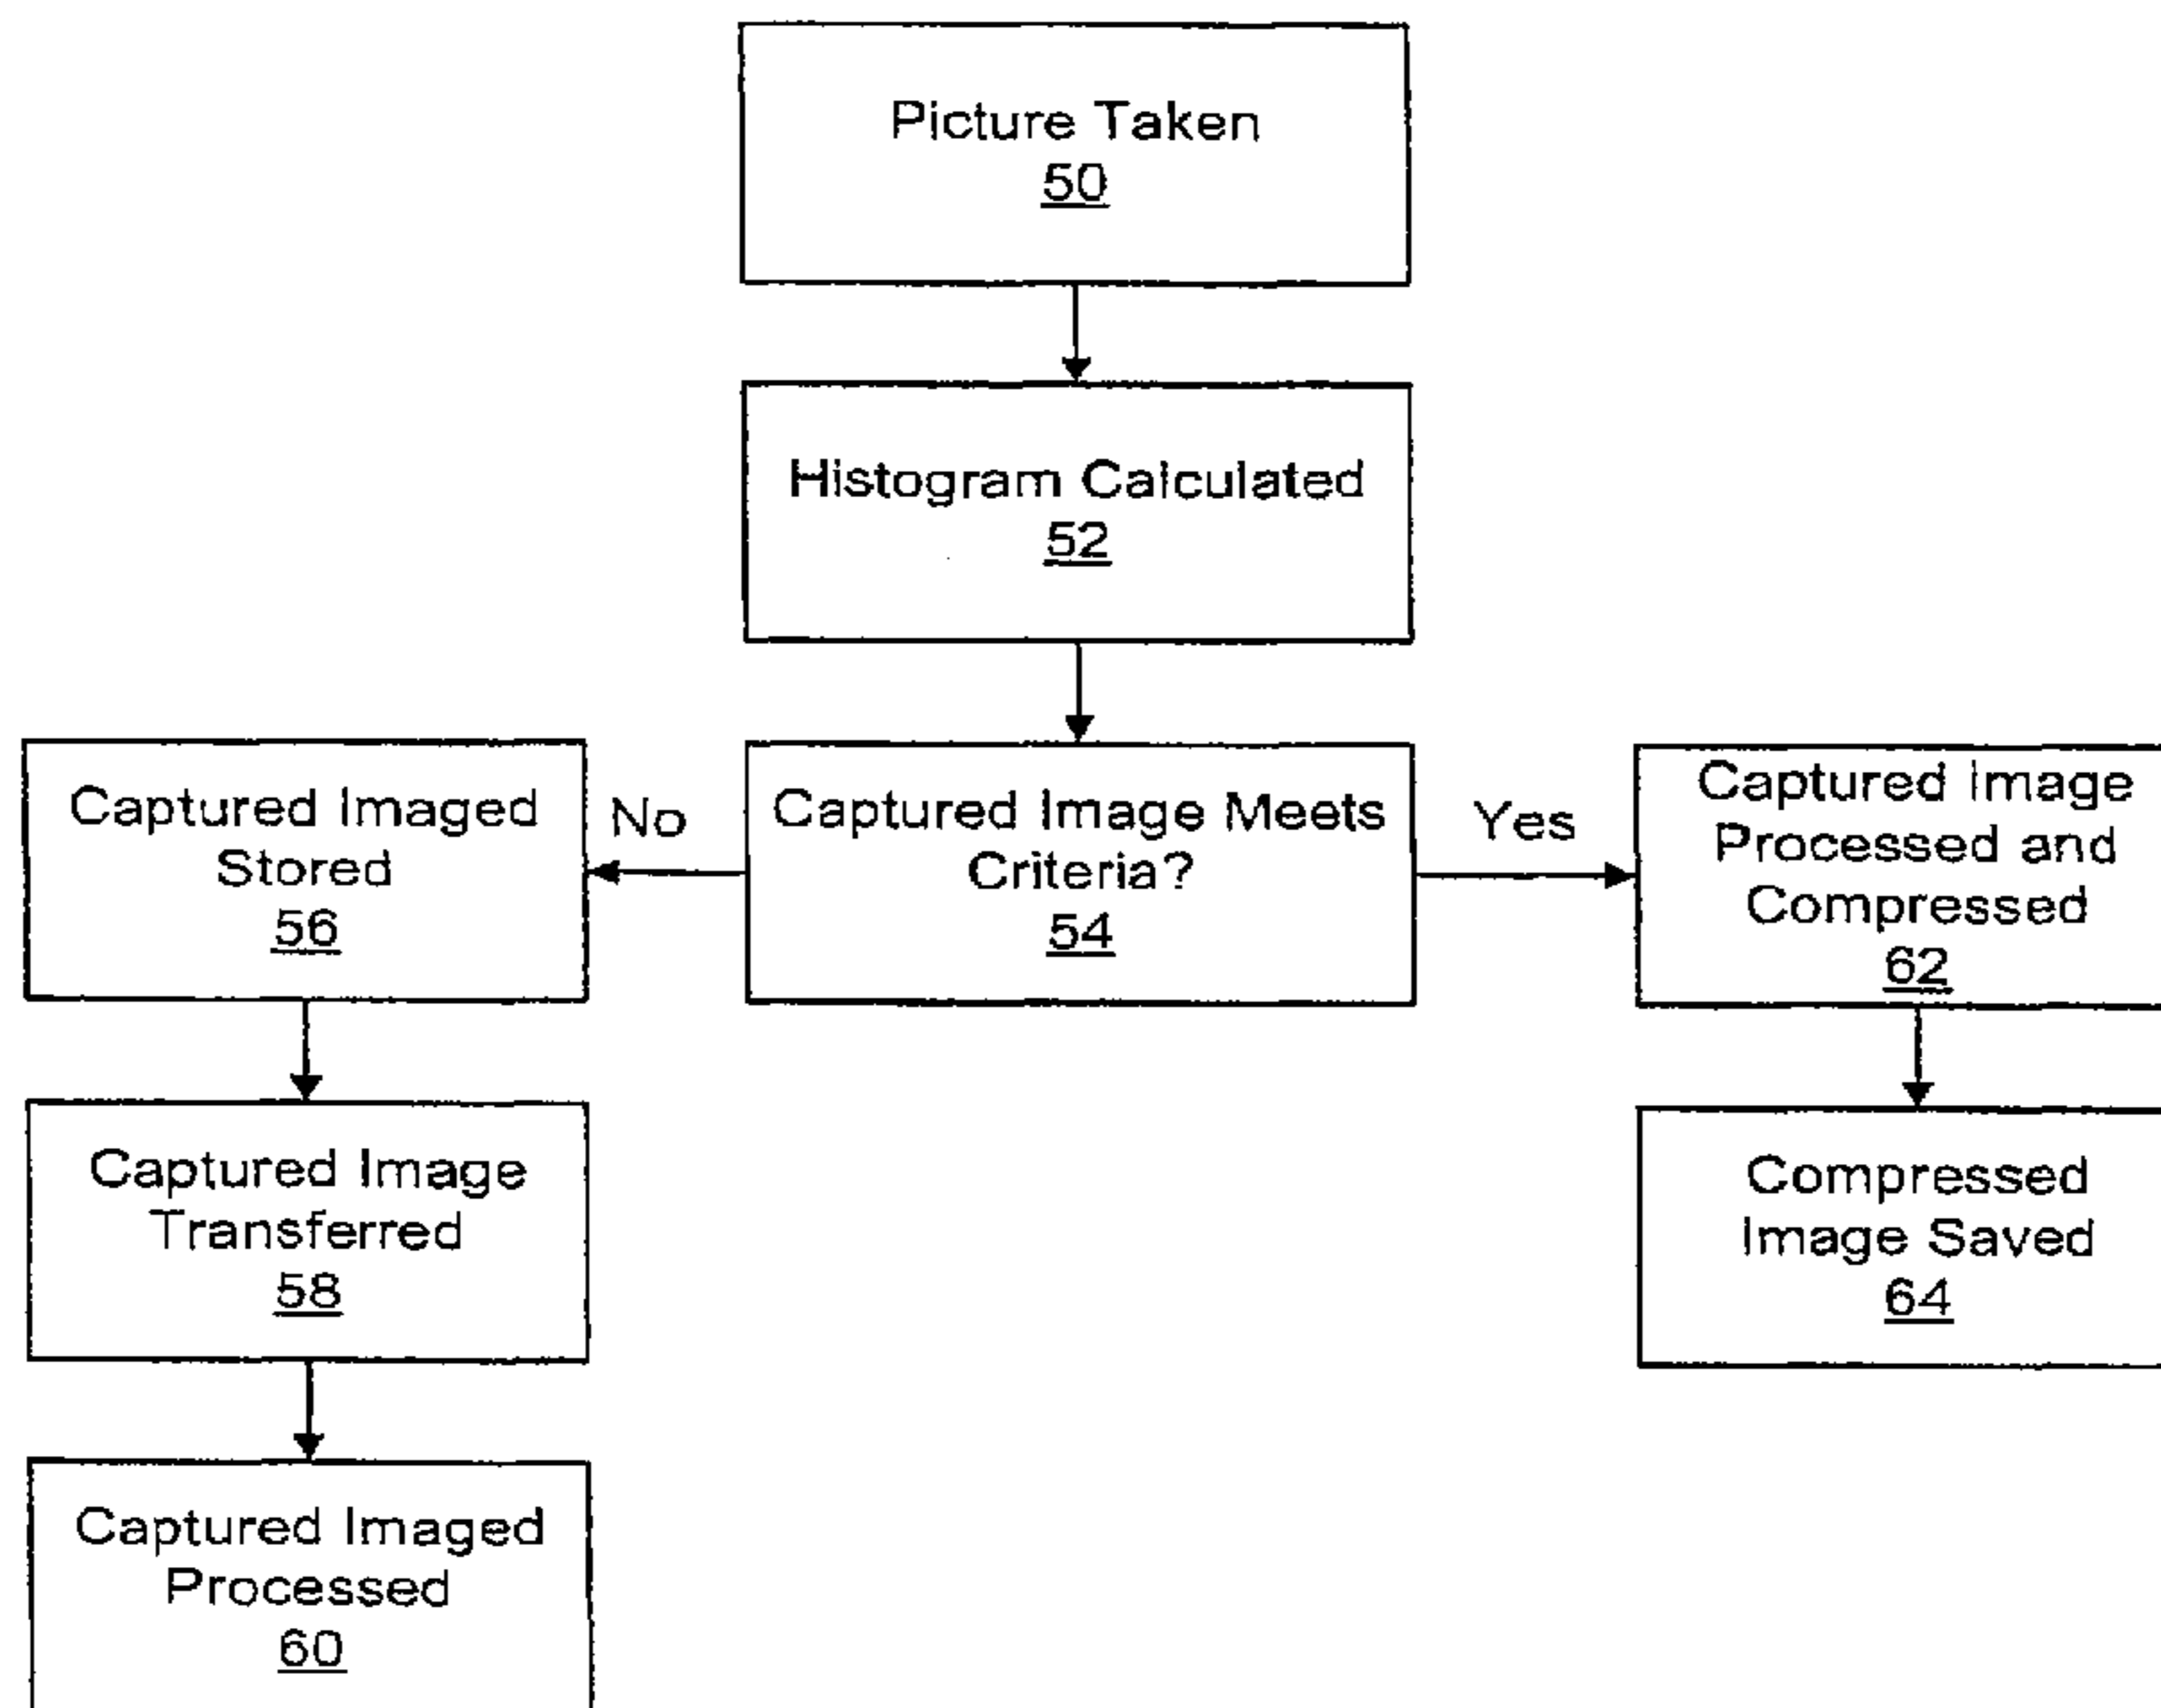 Picture Taken
50
Histogram Calculated
52
Captured Imaged
Stored
56
No
Captured Image Meets
Criteria?
54
Yes
Captured Image
Processed and
Compressed
62
Captured Image
Transferred
58
Compressed
Image Saved
64
Captured Imaged
Processed
60